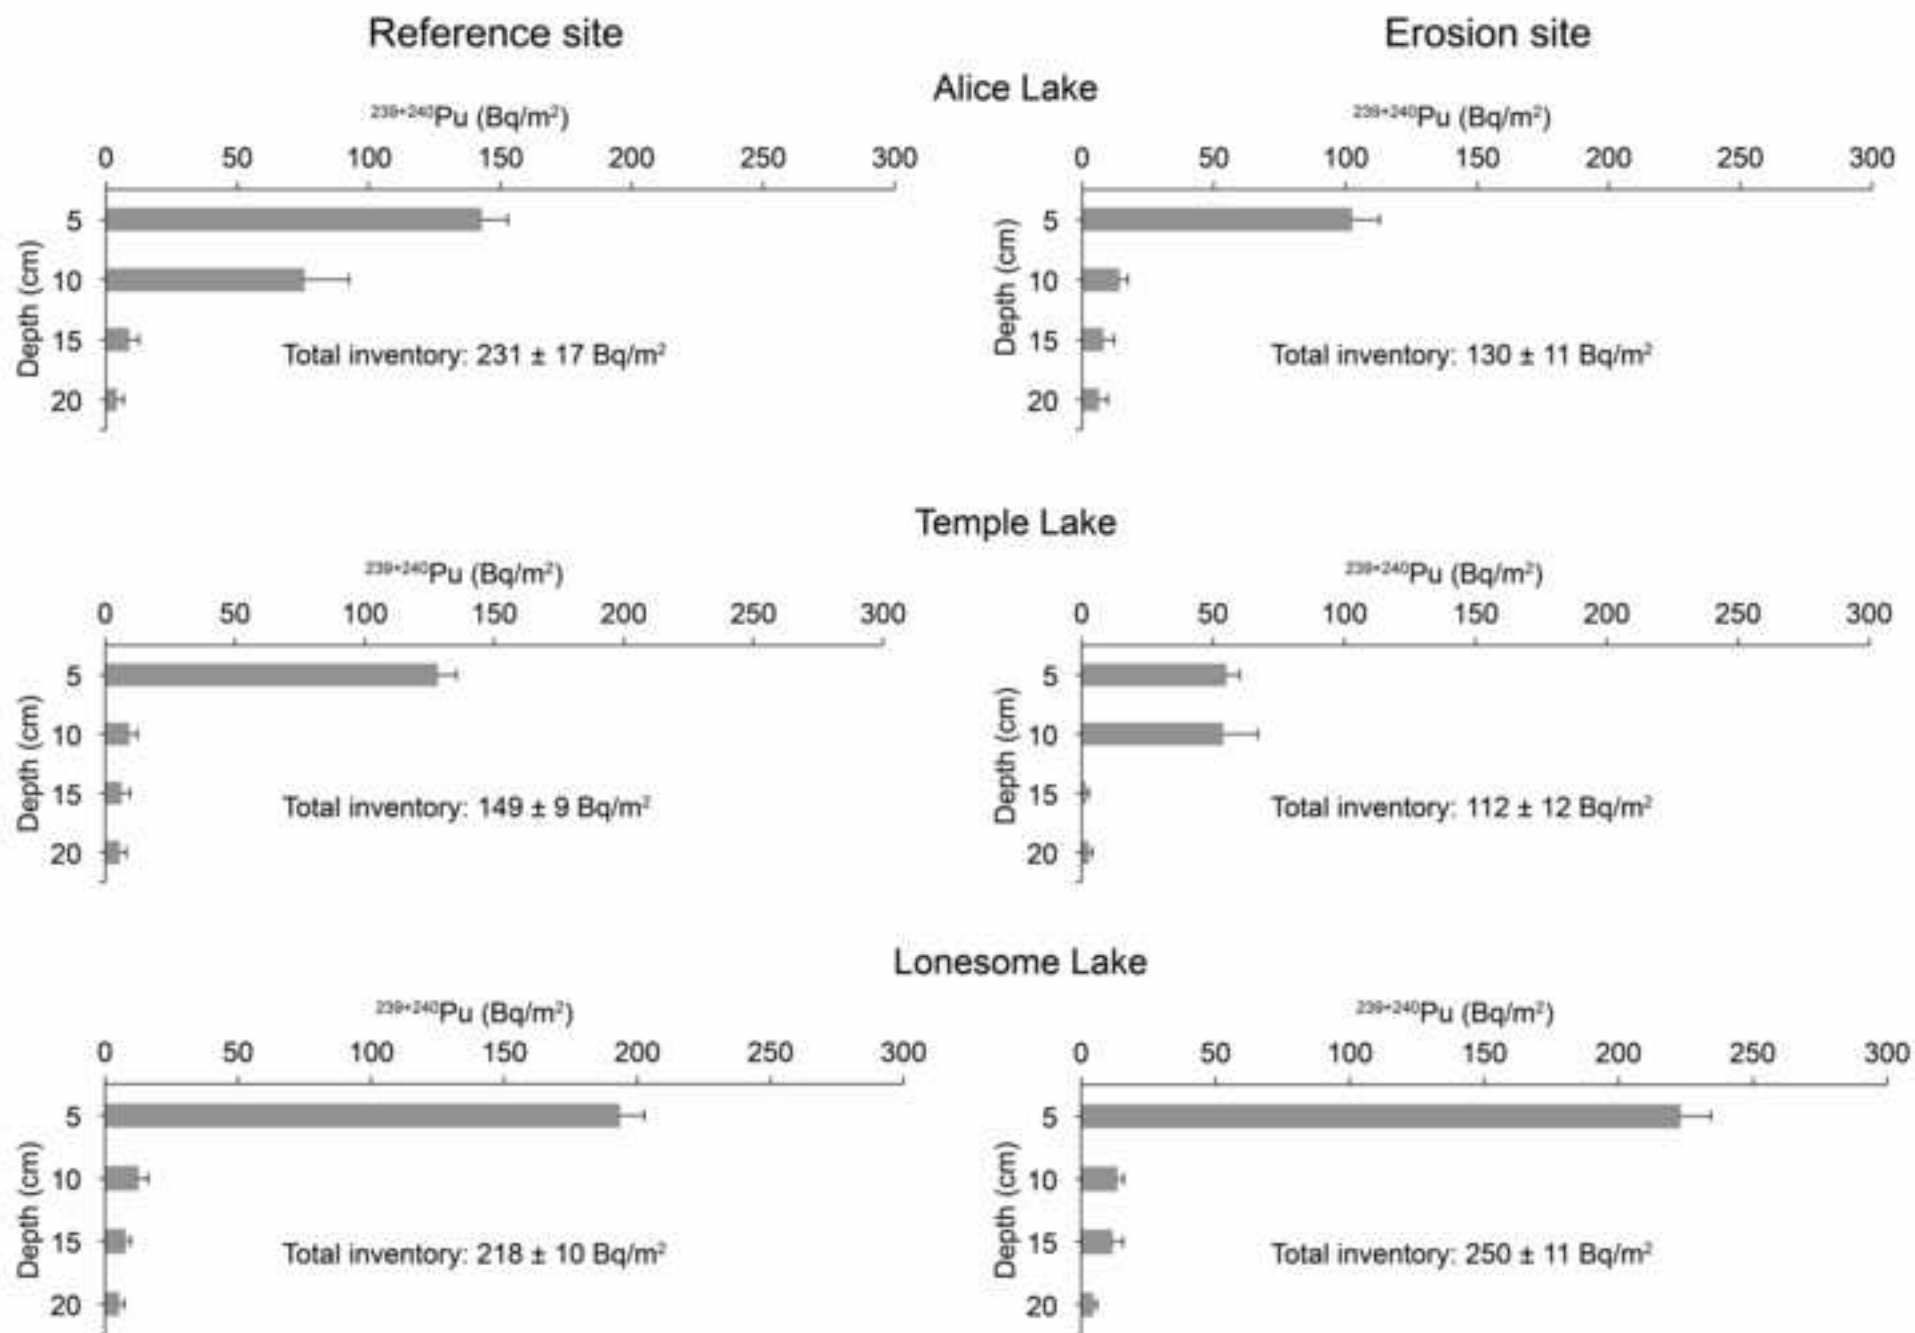 Reference site
Erosion site
Alice Lake
²³⁹⁺²⁴⁰Pu (Bq/m²)
0 50 100 150 200 250 300
Depth (cm)
5
10
15
20
Total inventory: 231 ± 17 Bq/m²
²³⁹⁺²⁴⁰Pu (Bq/m²)
0 50 100 150 200 250 300
Depth (cm)
5
10
15
20
Total inventory: 130 ± 11 Bq/m²
Temple Lake
²³⁹⁺²⁴⁰Pu (Bq/m²)
0 50 100 150 200 250 300
Depth (cm)
5
10
15
20
Total inventory: 149 ± 9 Bq/m²
²³⁹⁺²⁴⁰Pu (Bq/m²)
0 50 100 150 200 250 300
Depth (cm)
5
10
15
20
Total inventory: 112 ± 12 Bq/m²
Lonesome Lake
²³⁹⁺²⁴⁰Pu (Bq/m²)
0 50 100 150 200 250 300
Depth (cm)
5
10
15
20
Total inventory: 218 ± 10 Bq/m²
²³⁹⁺²⁴⁰Pu (Bq/m²)
0 50 100 150 200 250 300
Depth (cm)
5
10
15
20
Total inventory: 250 ± 11 Bq/m²